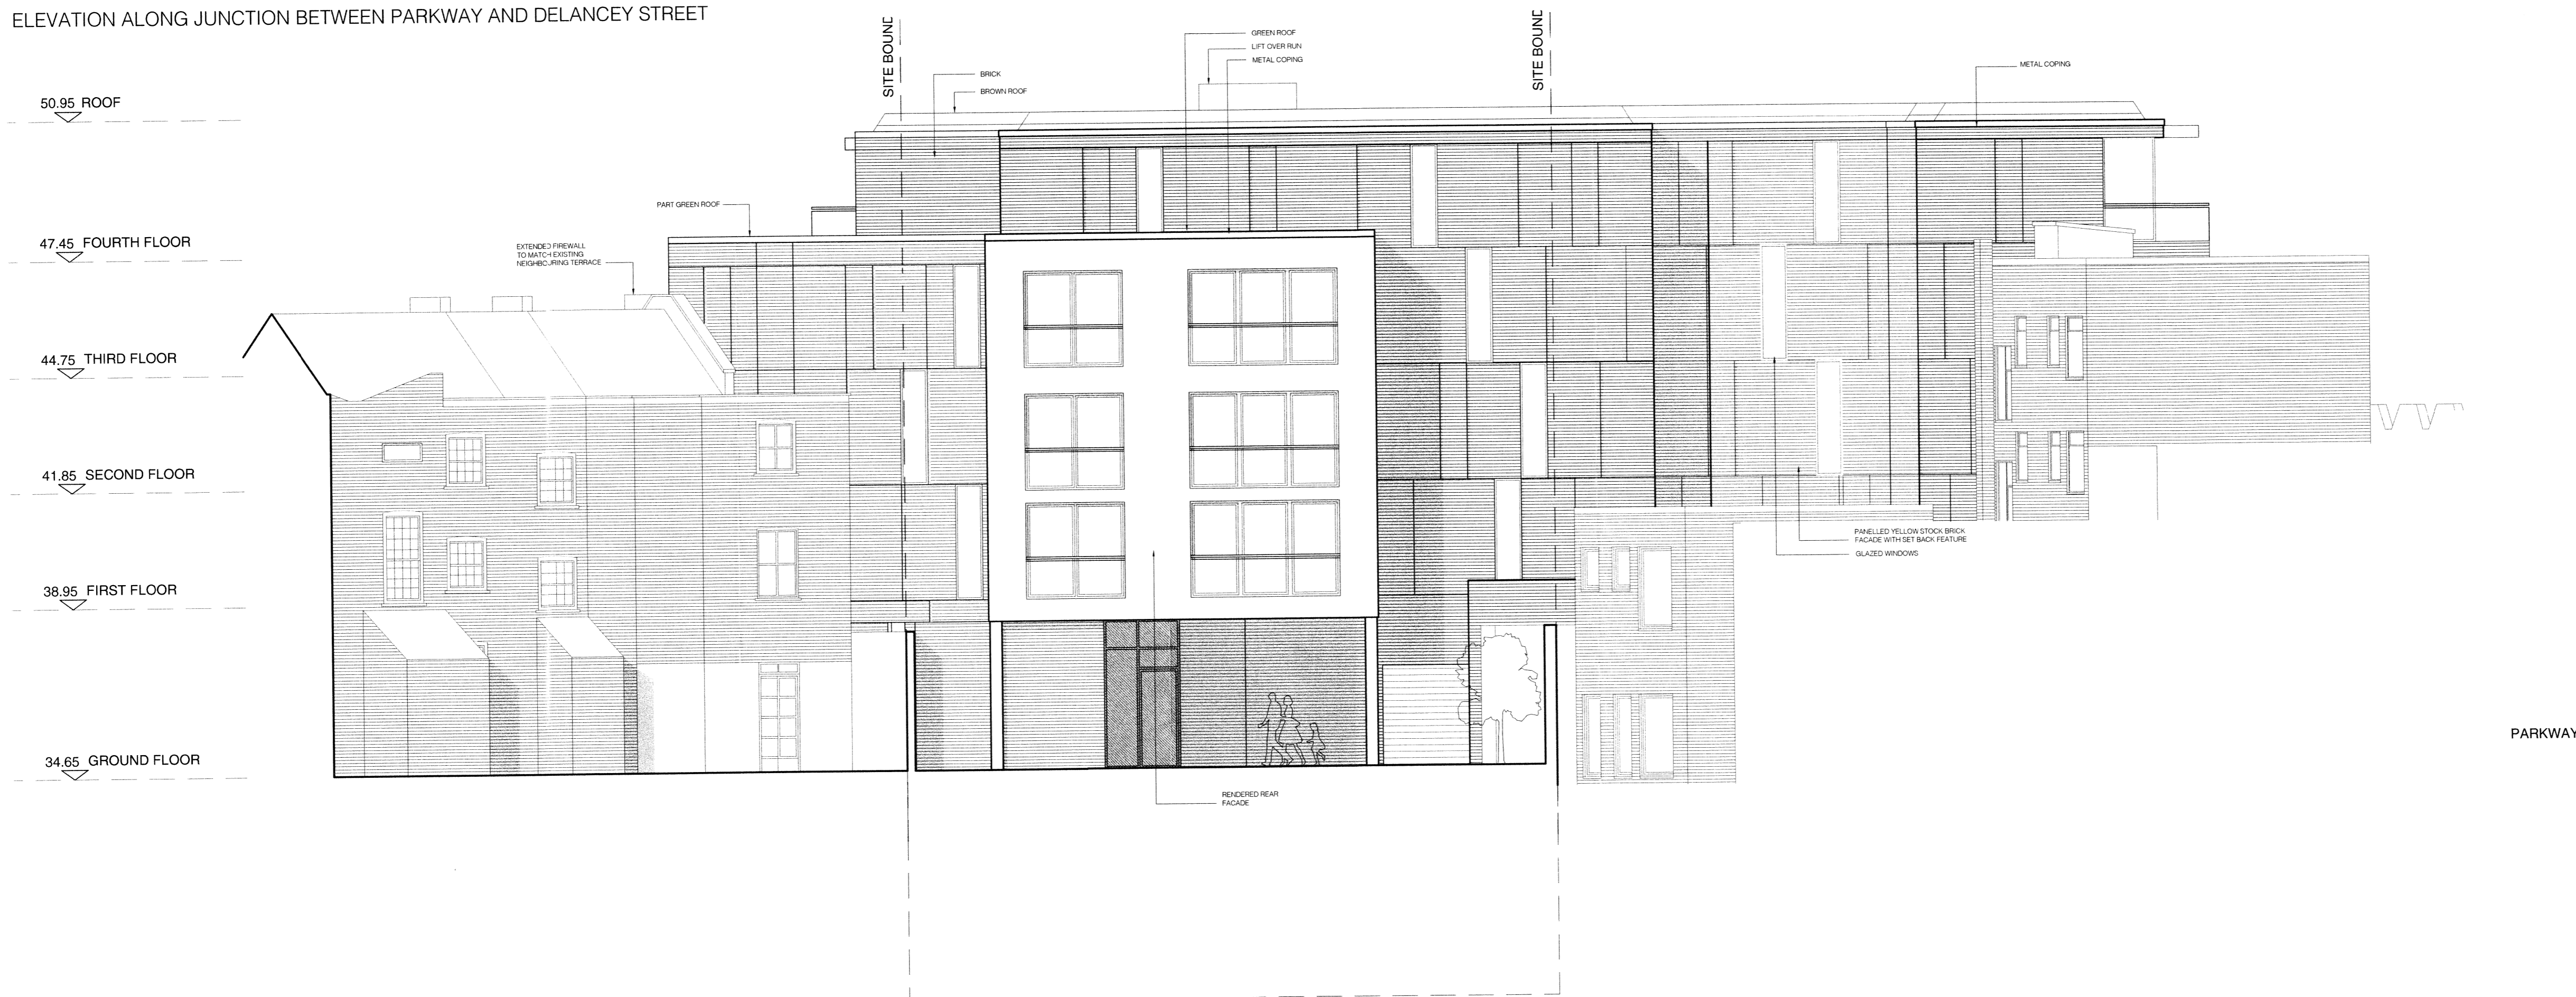 ELEVATION ALONG JUNCTION BETWEEN PARKWAY AND DELANCEY STREET
SITE BOUND
SITE BOUND
GREEN ROOF
LIFT OVER RUN
METAL COPING
BRICK
BROWN ROOF
METAL COPING
50.95 ROOF
PART GREEN ROOF
47.45 FOURTH FLOOR
EXTENDED FIREWALL
TO MATCH EXISTING
NEIGHBOURING TERRACE
44.75 THIRD FLOOR
41.85 SECOND FLOOR
PANELLED YELLOW STOCK BRICK
FACADE WITH SET BACK FEATURE
GLAZED WINDOWS
38.95 FIRST FLOOR
PARKWAY
34.65 GROUND FLOOR
RENDERED REAR
FACADE